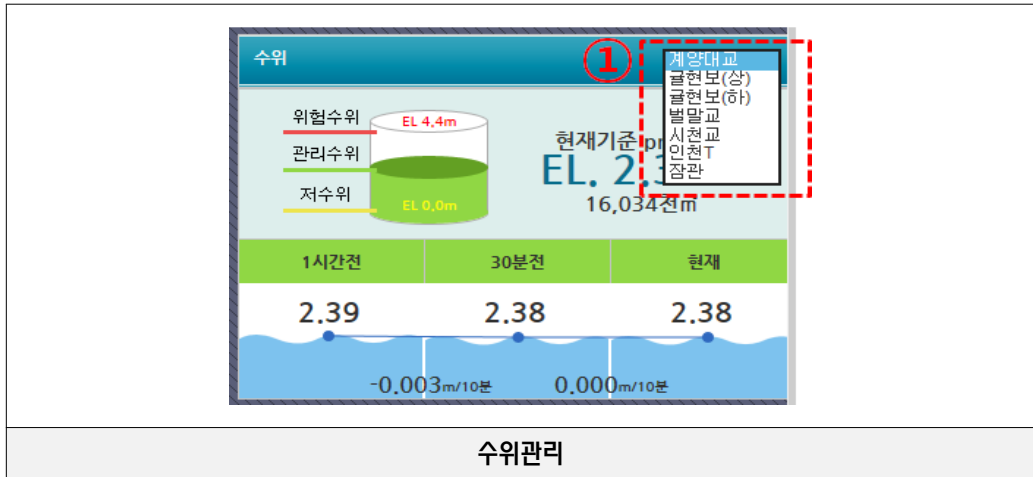 수위
①
계양대교
귤현보(상)
귤현보(하)
벌말교
시천교
인천T
잠관
위험수위
관리수위
저수위
EL 4.4m
EL 0.0m
현재기준 pr
EL. 2.3
16,034천㎥
1시간전 30분전 현재
2.39 2.38 2.38
-0.003m/10분 0.000m/10분
수위관리